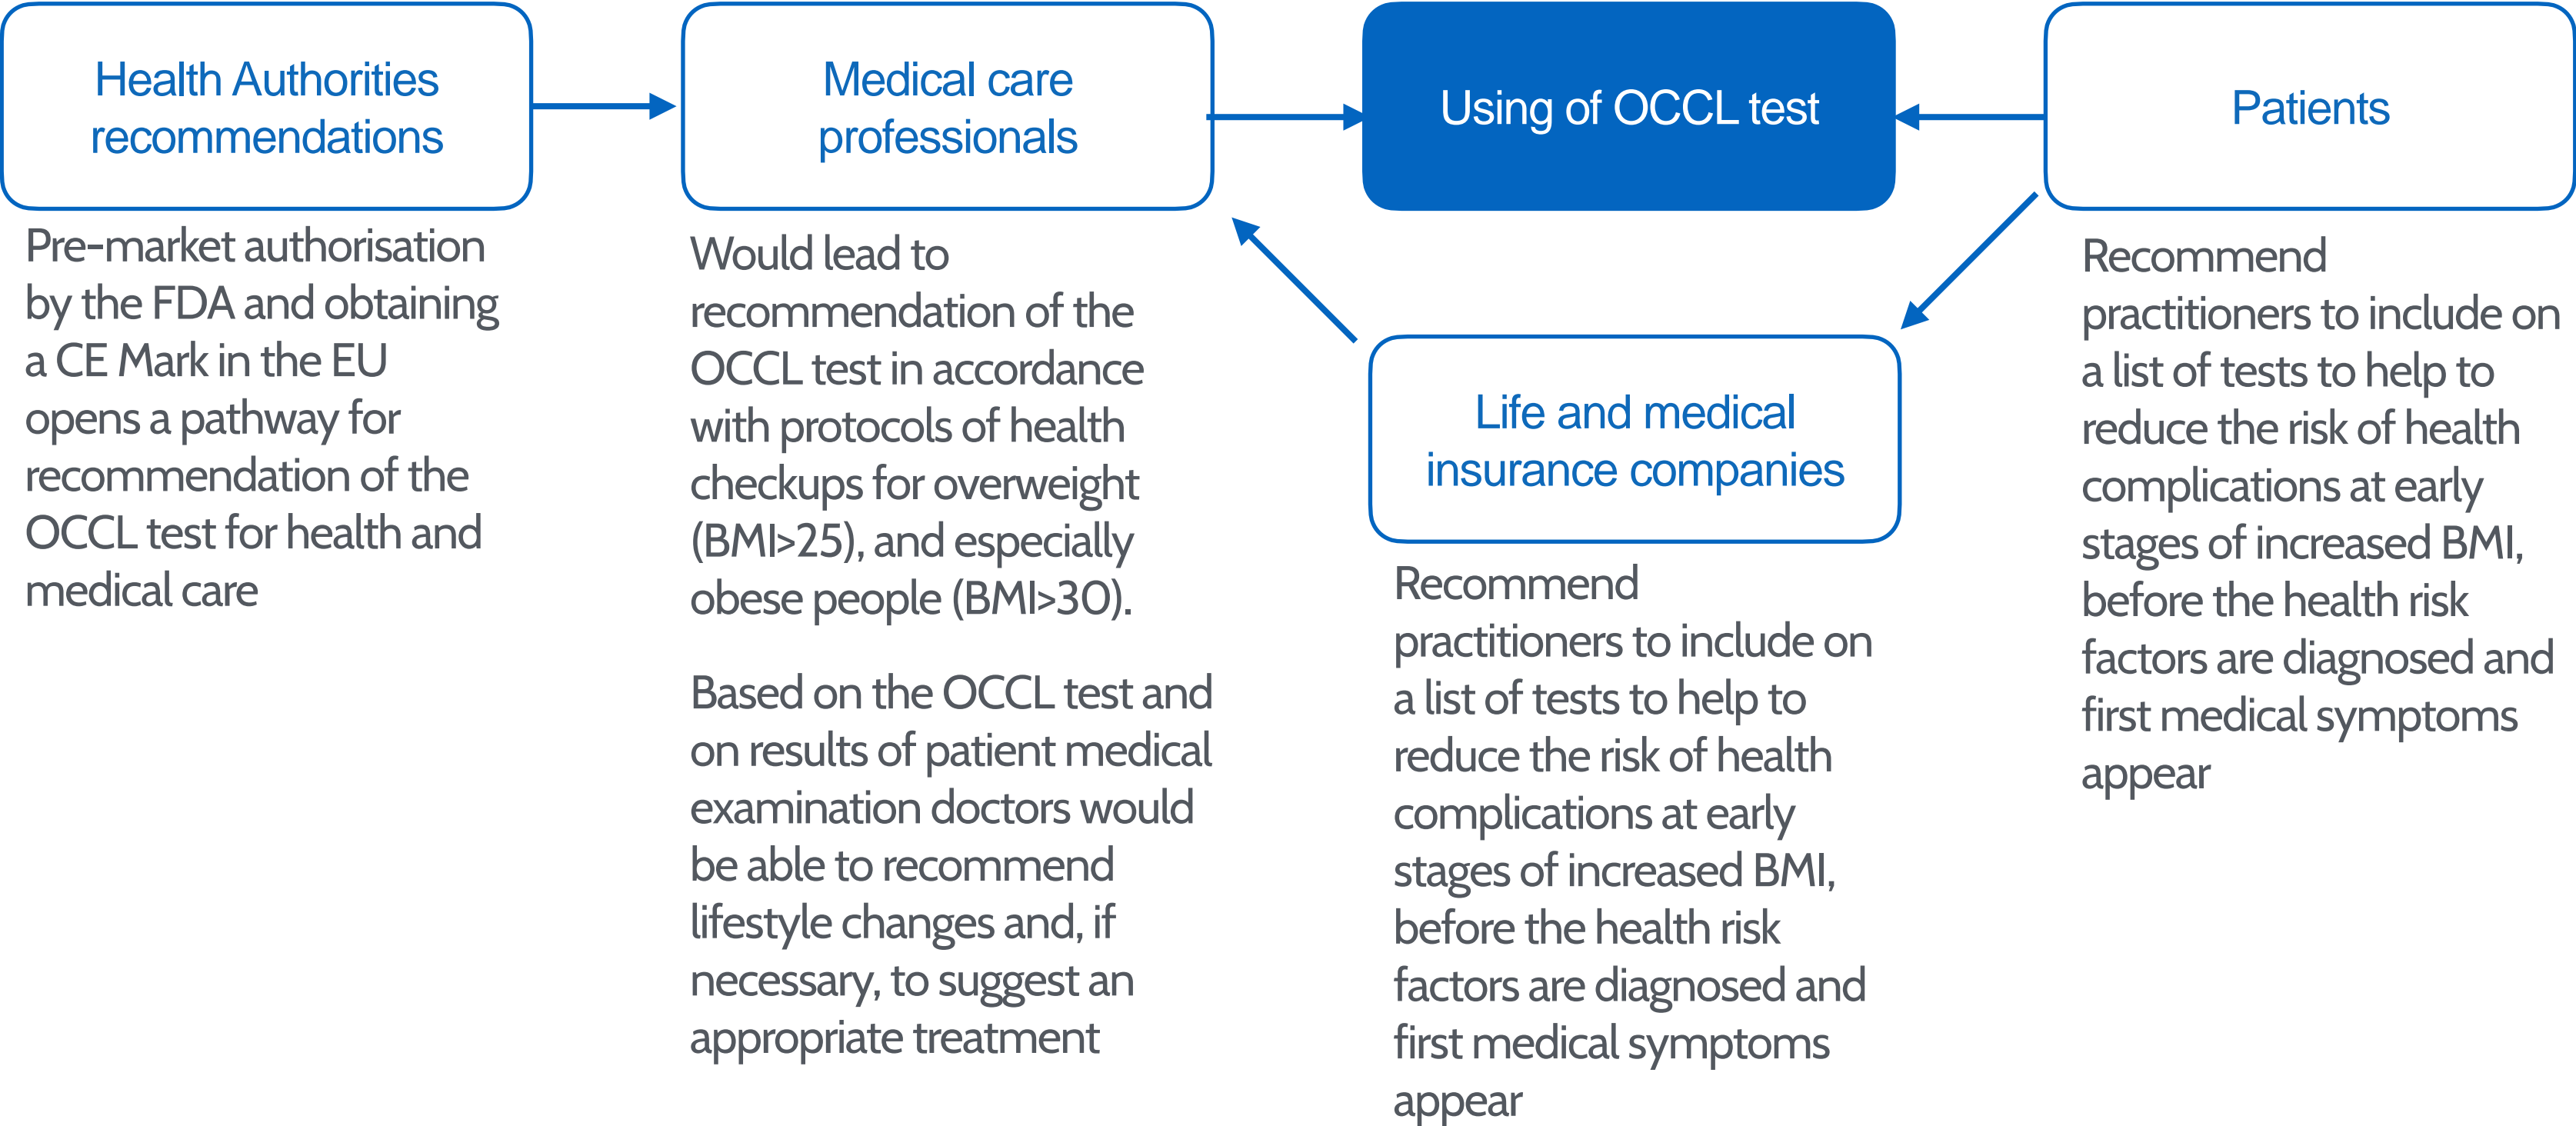 Health Authorities
recommendations
Pre-market authorisation
by the FDA and obtaining
a CE Mark in the EU
opens a pathway for
recommendation of the
OCCL test for health and
medical care
Medical care
professionals
Would lead to
recommendation of the
OCCL test in accordance
with protocols of health
checkups for overweight
(BMI>25), and especially
obese people (BMI>30).
Based on the OCCL test and
on results of patient medical
examination doctors would
be able to recommend
lifestyle changes and, if
necessary, to suggest an
appropriate treatment
Using of OCCL test
Life and medical
insurance companies
Recommend
practitioners to include on
a list of tests to help to
reduce the risk of health
complications at early
stages of increased BMI,
before the health risk
factors are diagnosed and
first medical symptoms
appear
Patients
Recommend
practitioners to include on
a list of tests to help to
reduce the risk of health
complications at early
stages of increased BMI,
before the health risk
factors are diagnosed and
first medical symptoms
appear